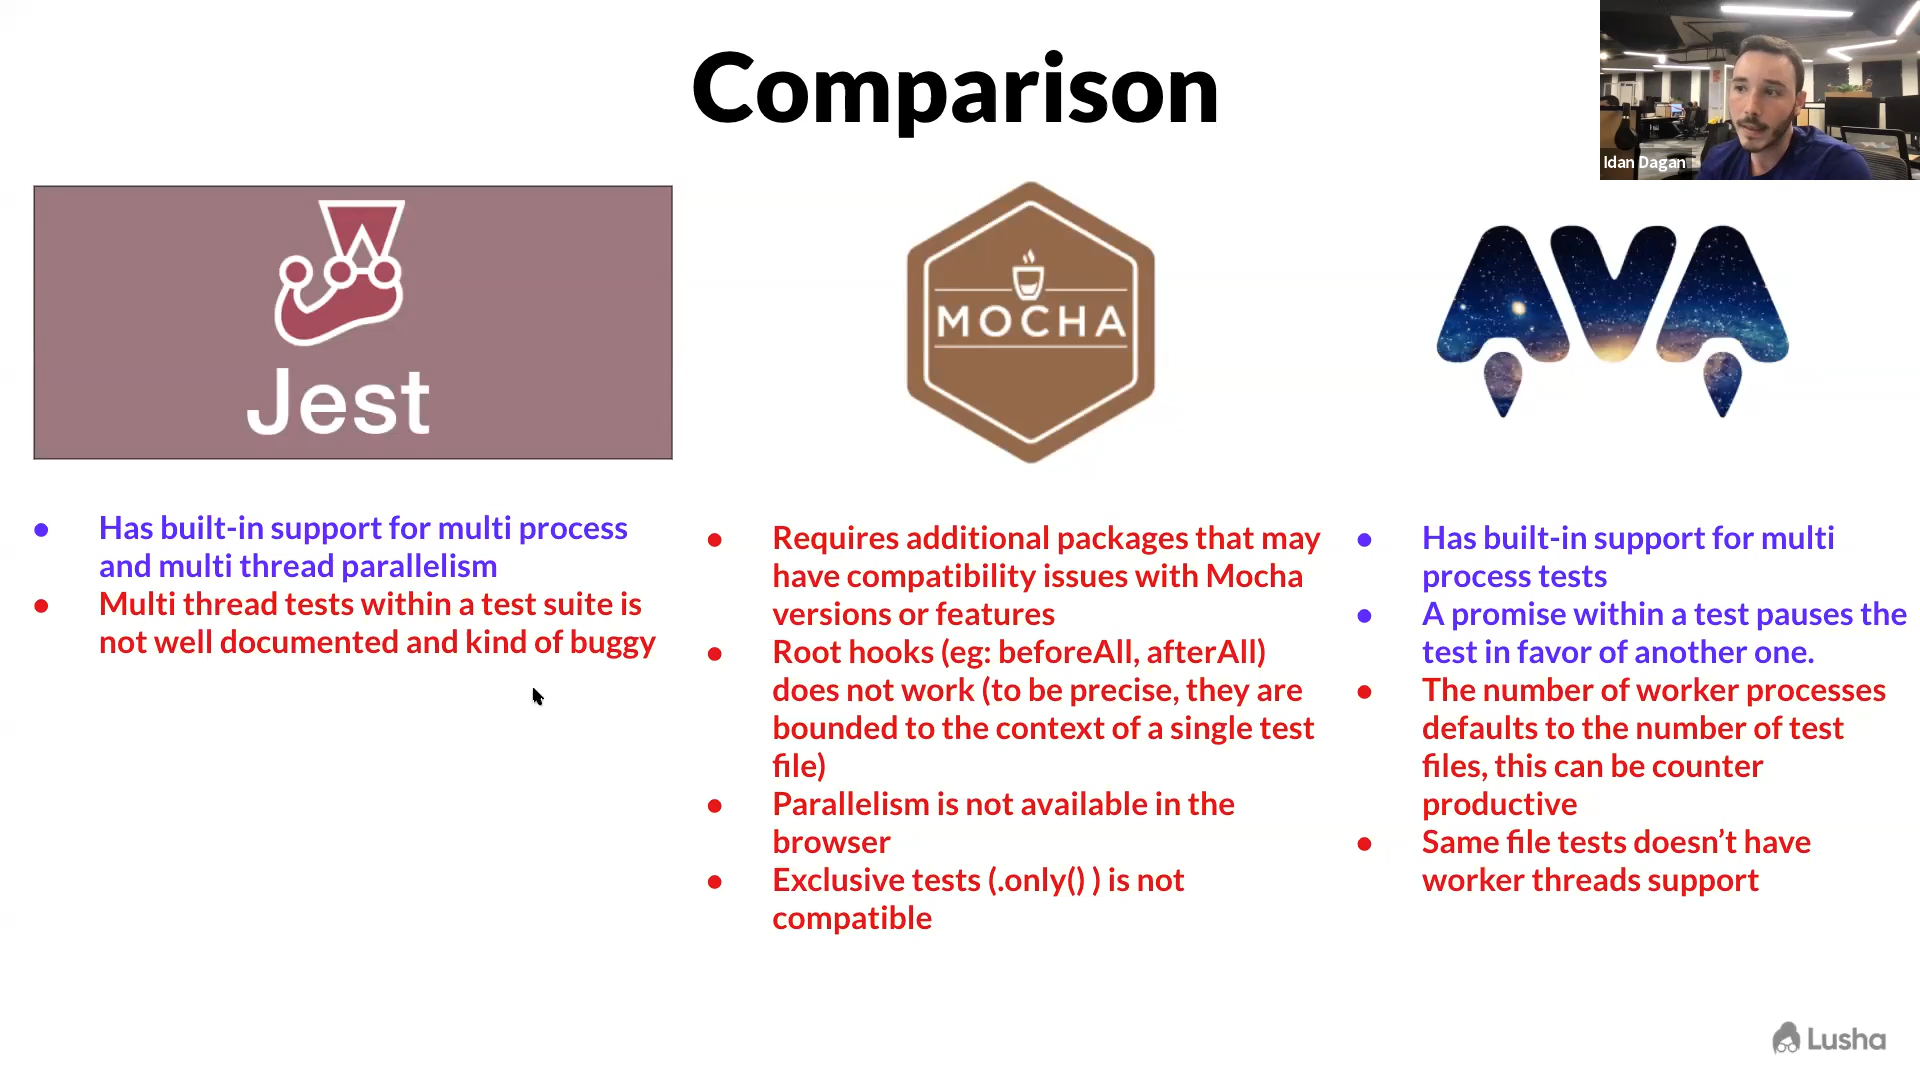 Comparison
Idan Dagan
Jest
MOCHA
AVA
● Has built-in support for multi process
and multi thread parallelism
● Multi thread tests within a test suite is
not well documented and kind of buggy
● Requires additional packages that may
have compatibility issues with Mocha
versions or features
● Root hooks (eg: beforeAll, afterAll)
does not work (to be precise, they are
bounded to the context of a single test
file)
● Parallelism is not available in the
browser
● Exclusive tests (.only() ) is not
compatible
● Has built-in support for multi
process tests
● A promise within a test pauses the
test in favor of another one.
● The number of worker processes
defaults to the number of test
files, this can be counter
productive
● Same file tests doesn’t have
worker threads support
Lusha